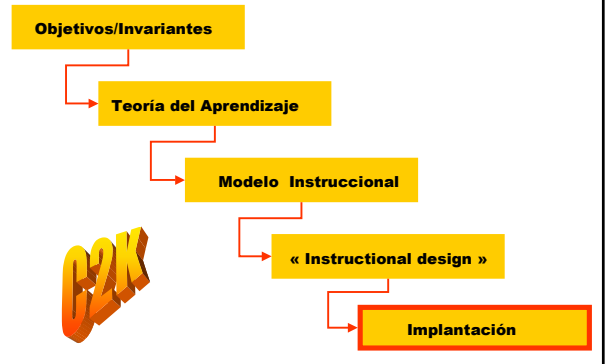 Objetivos/Invariantes
Teoría del Aprendizaje
Modelo Instruccional
« Instructional design »
C2K
Implantación